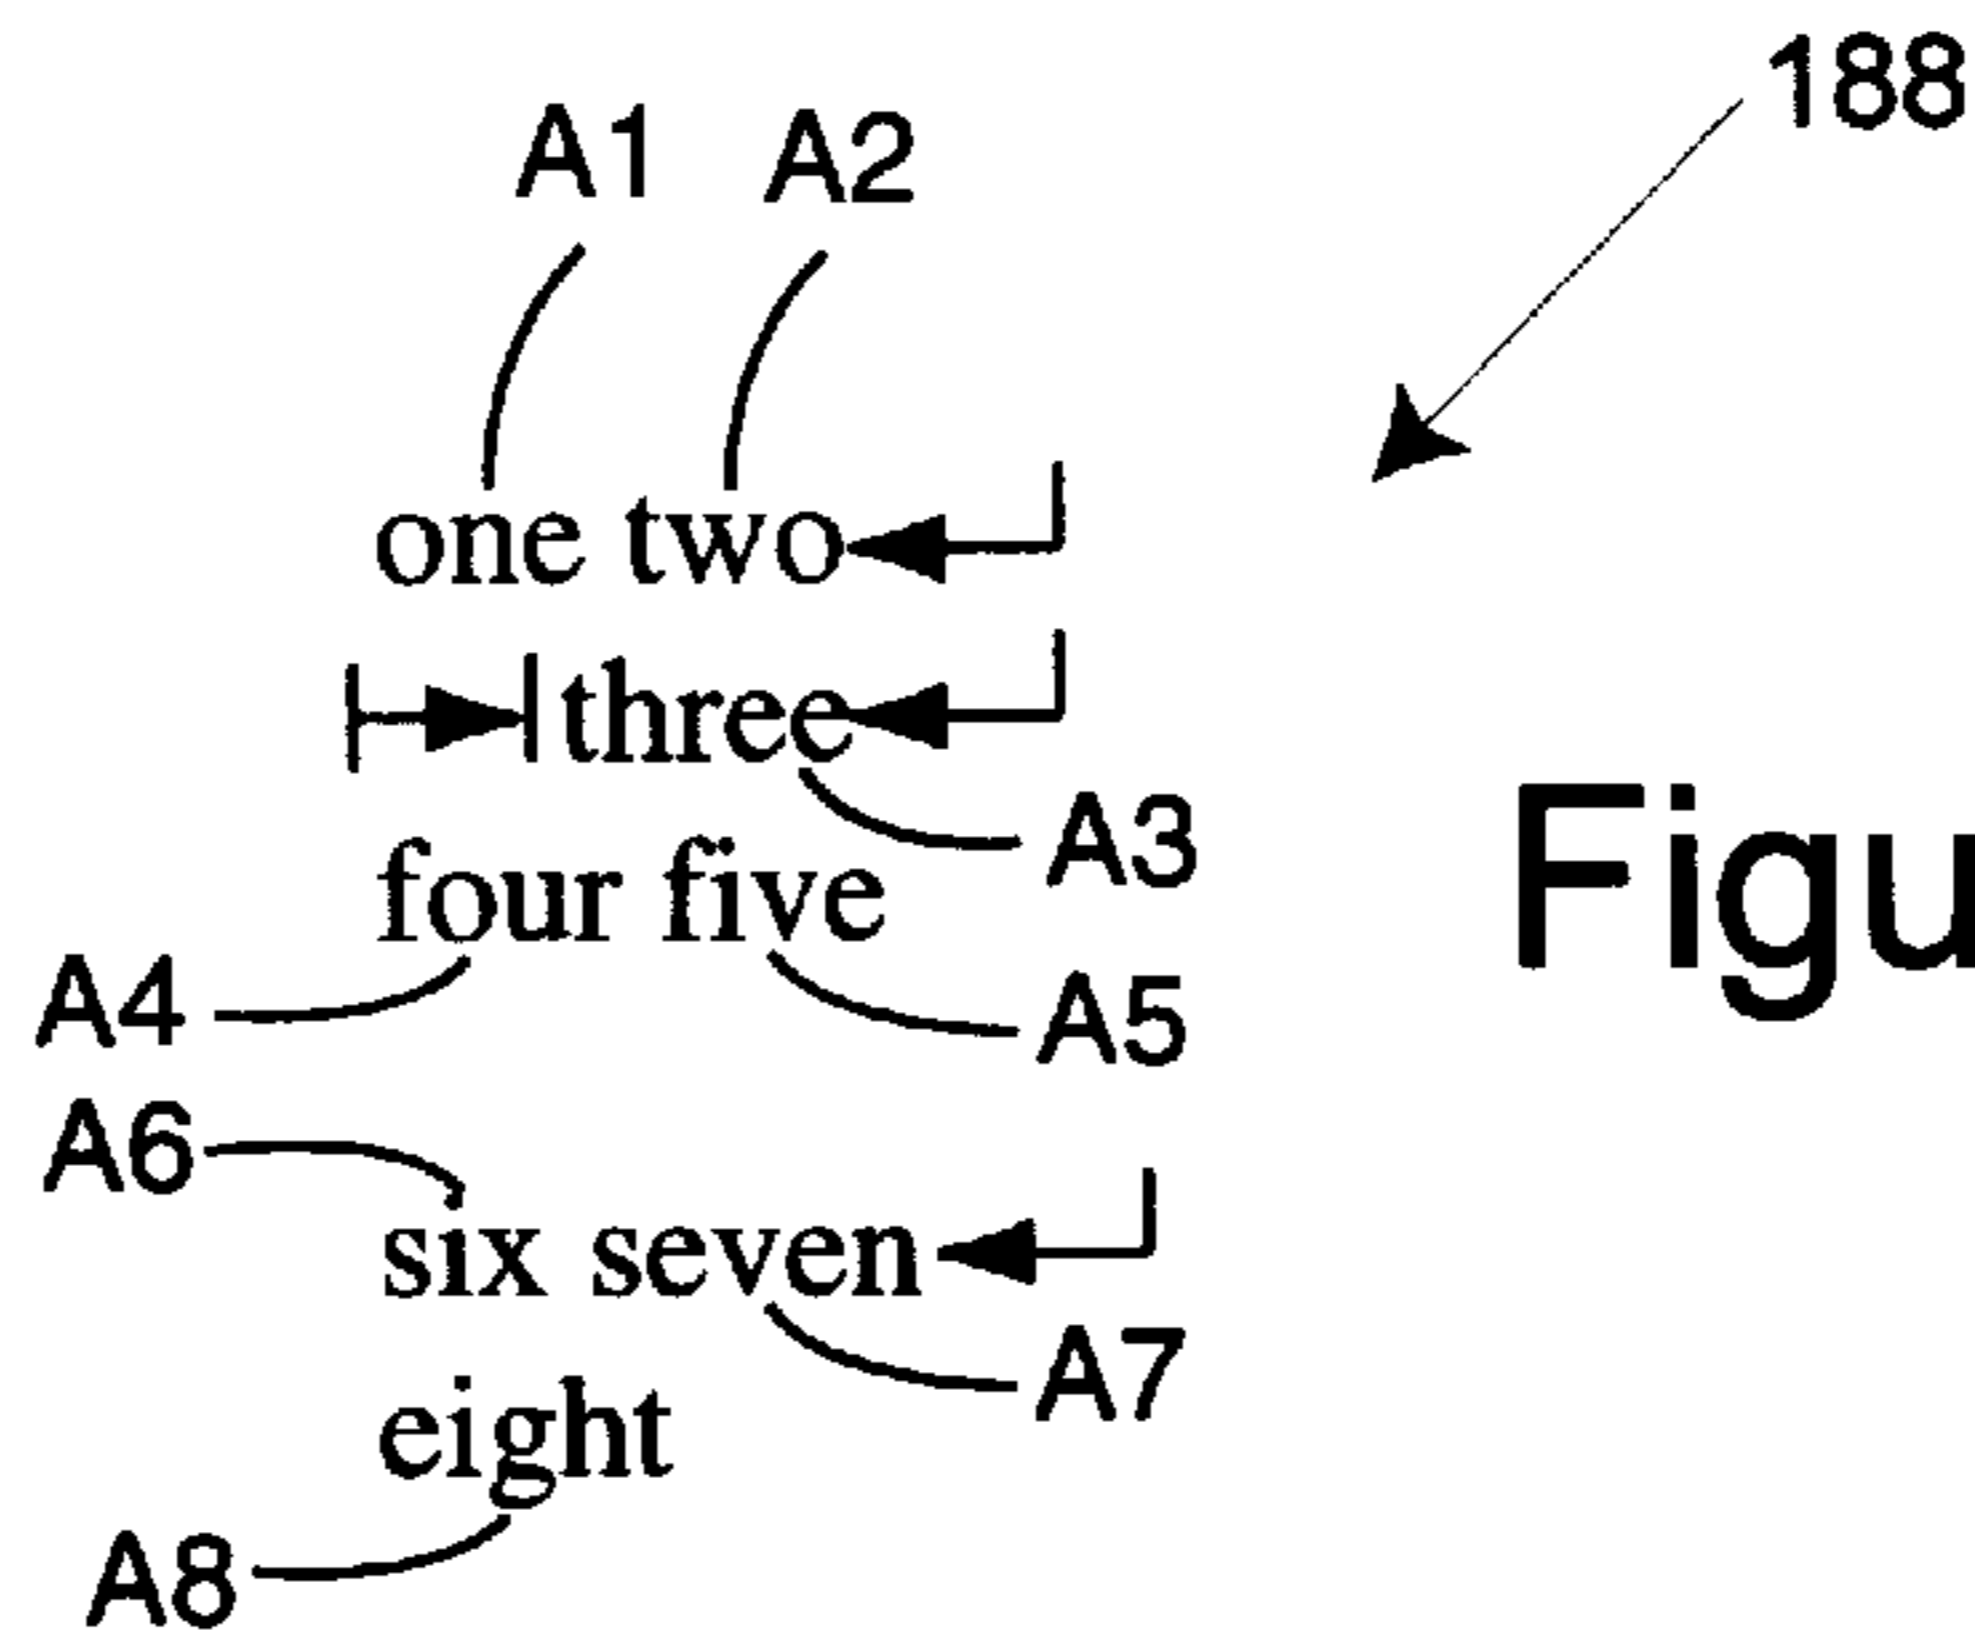 188
A1 A2
one two
three
A3
four five
A4
A5
A6
six seven
A7
eight
A8
Figu